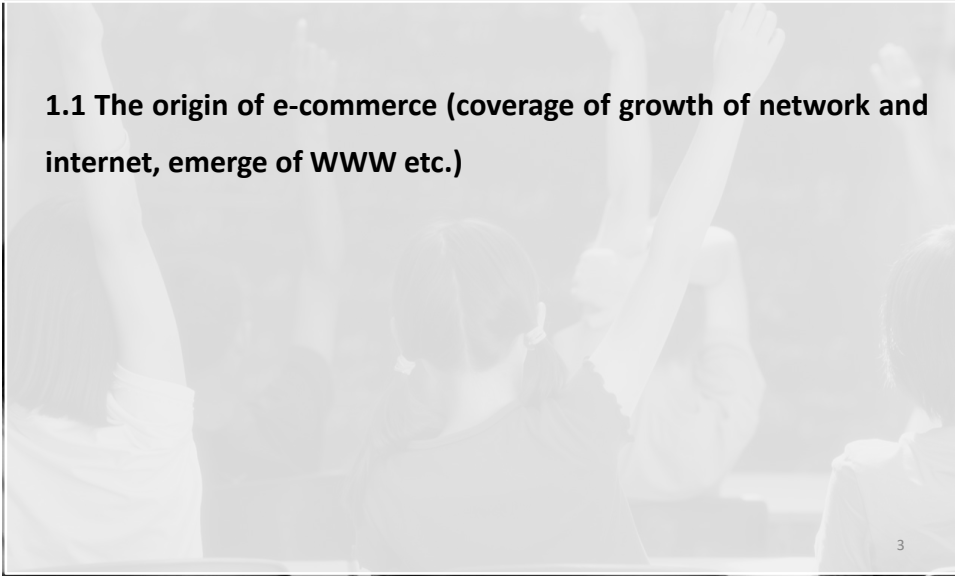 1.1 The origin of e-commerce (coverage of growth of network and
internet, emerge of WWW etc.)
3